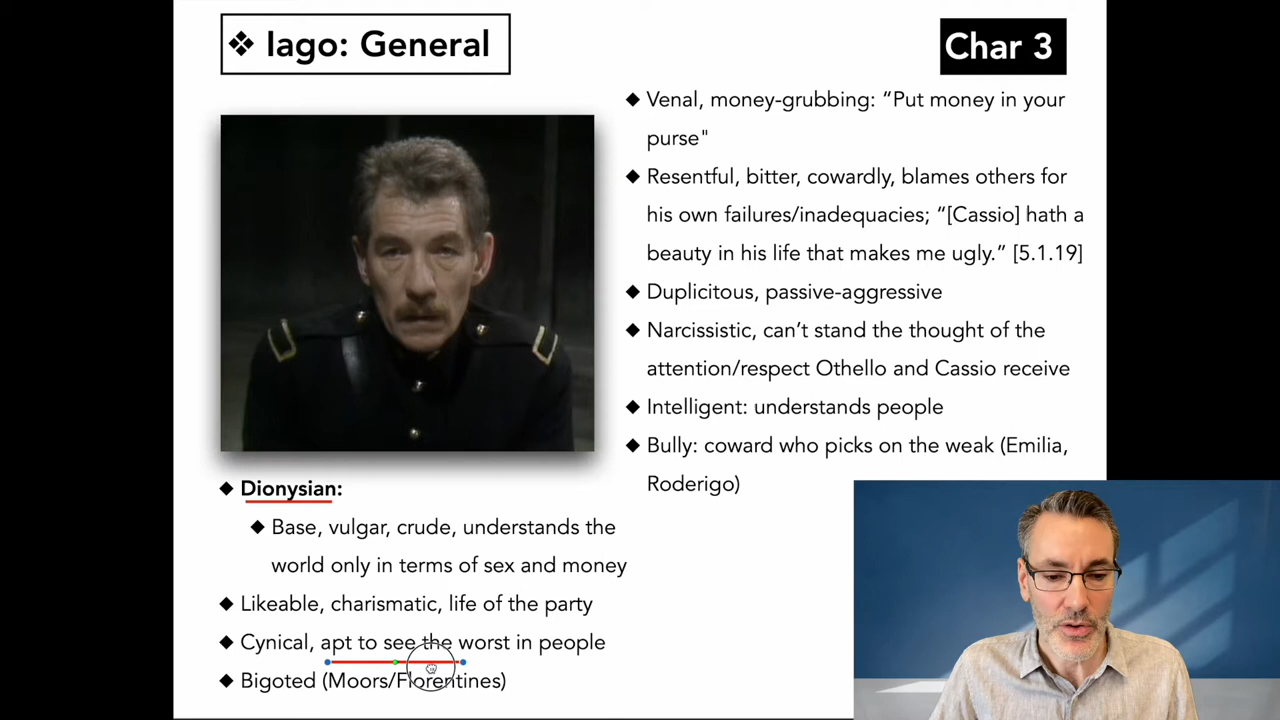 ❖ Iago: General
Char 3
◆ Venal, money-grubbing: “Put money in your
purse"
◆ Resentful, bitter, cowardly, blames others for
his own failures/inadequacies; “[Cassio] hath a
beauty in his life that makes me ugly.” [5.1.19]
◆ Duplicitous, passive-aggressive
◆ Narcissistic, can’t stand the thought of the
attention/respect Othello and Cassio receive
◆ Intelligent: understands people
◆ Bully: coward who picks on the weak (Emilia,
Roderigo)
◆ Dionysian:
◆ Base, vulgar, crude, understands the
world only in terms of sex and money
◆ Likeable, charismatic, life of the party
◆ Cynical, apt to see the worst in people
◆ Bigoted (Moors/Florentines)